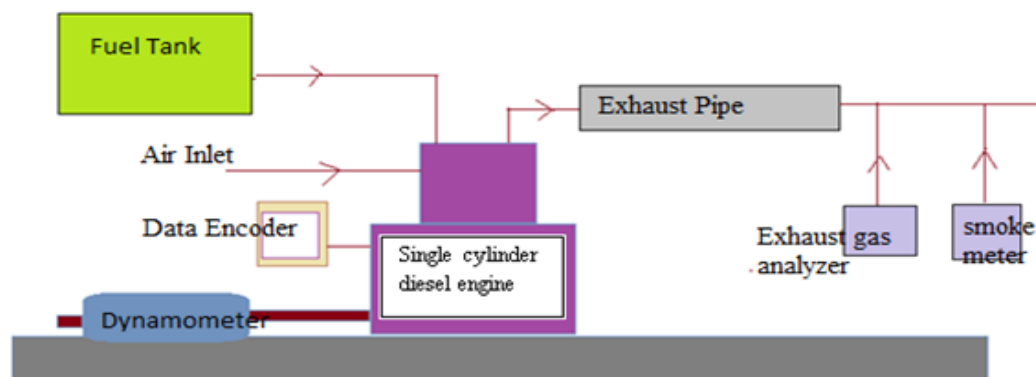 Fuel Tank
Exhaust Pipe
Air Inlet
Data Encoder
Single cylinder
diesel engine
Exhaust gas
analyzer
smoke
meter
Dynamometer